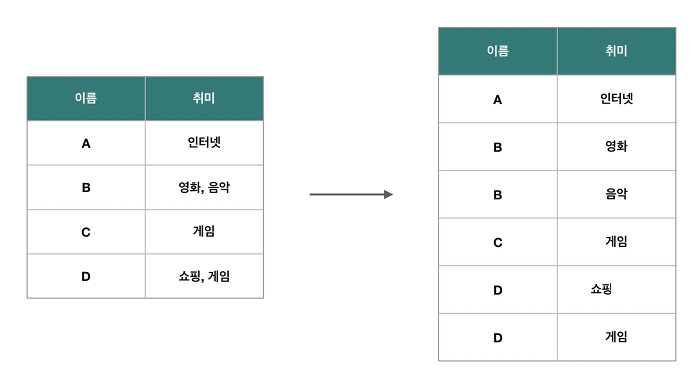 이름 취미
A 인터넷
B 영화, 음악
C 게임
D 쇼핑, 게임
이름 취미
A 인터넷
B 영화
B 음악
C 게임
D 쇼핑
D 게임